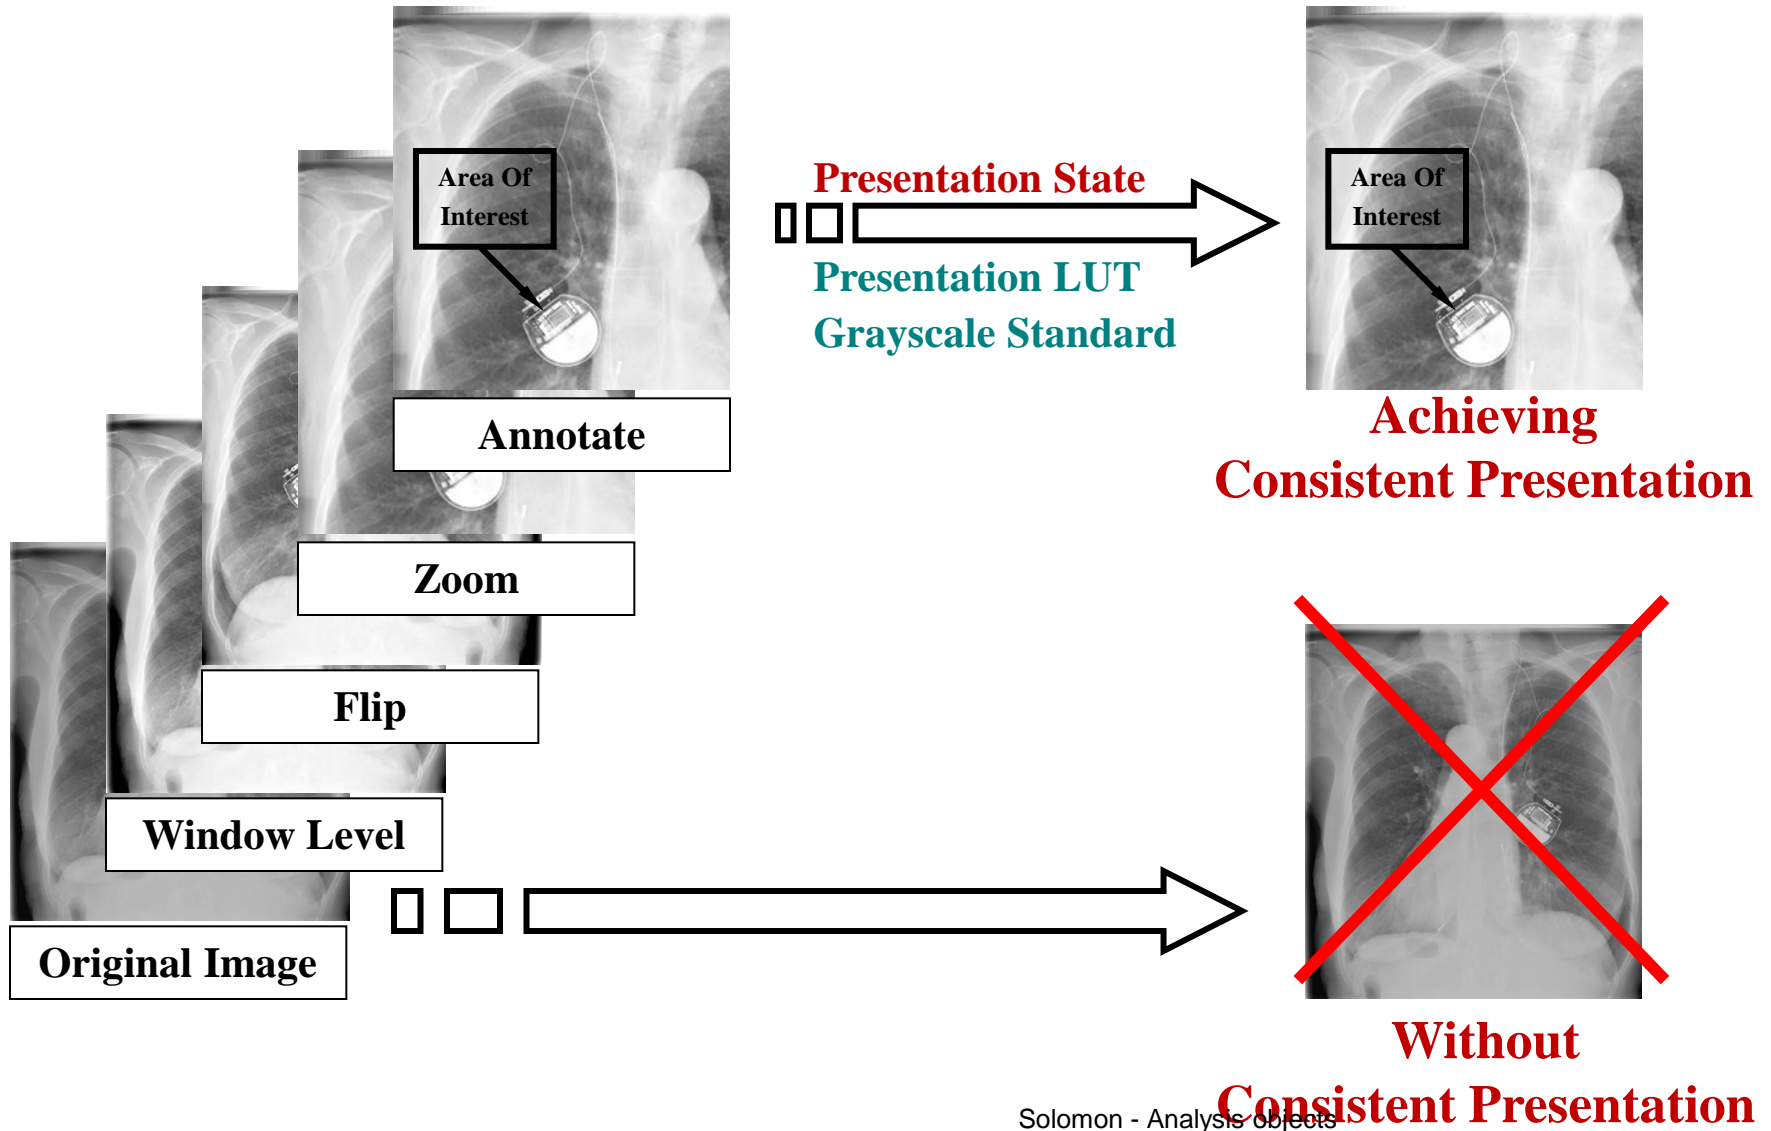 Area Of
Interest
Annotate
Zoom
Flip
Window Level
Original Image
Presentation State
Presentation LUT
Grayscale Standard
Area Of
Interest
Achieving
Consistent Presentation
Without
Consistent Presentation
Solomon - Analysis objects